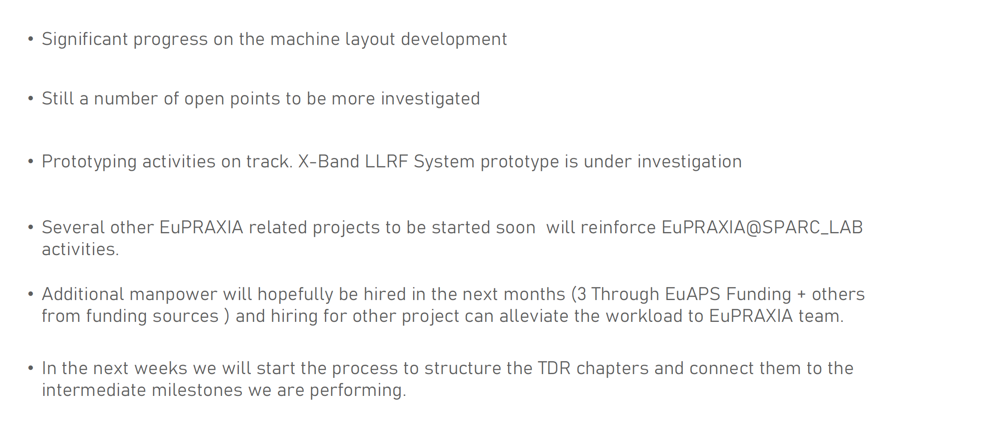 • Significant progress on the machine layout development
• Still a number of open points to be more investigated
• Prototyping activities on track. X-Band LLRF System prototype is under investigation
• Several other EuPRAXIA related projects to be started soon  will reinforce EuPRAXIA@SPARC_LAB
activities.
• Additional manpower will hopefully be hired in the next months (3 Through EuAPS Funding + others
from funding sources ) and hiring for other project can alleviate the workload to EuPRAXIA team.
• In the next weeks we will start the process to structure the TDR chapters and connect them to the
intermediate milestones we are performing.